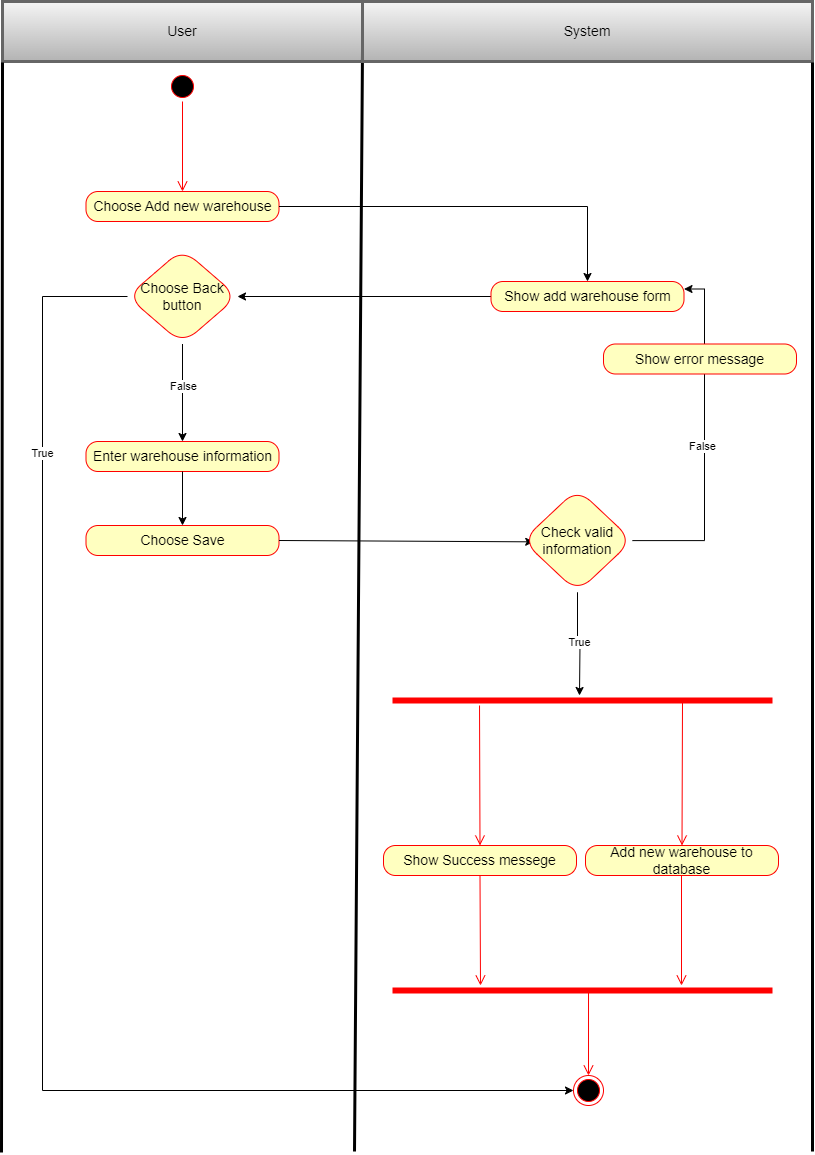 User
System
Choose Add new warehouse
Choose Back
button
Show add warehouse form
Show error message
False
True
Enter warehouse information
False
Choose Save
Check valid
information
True
Show Success messege
Add new warehouse to
database